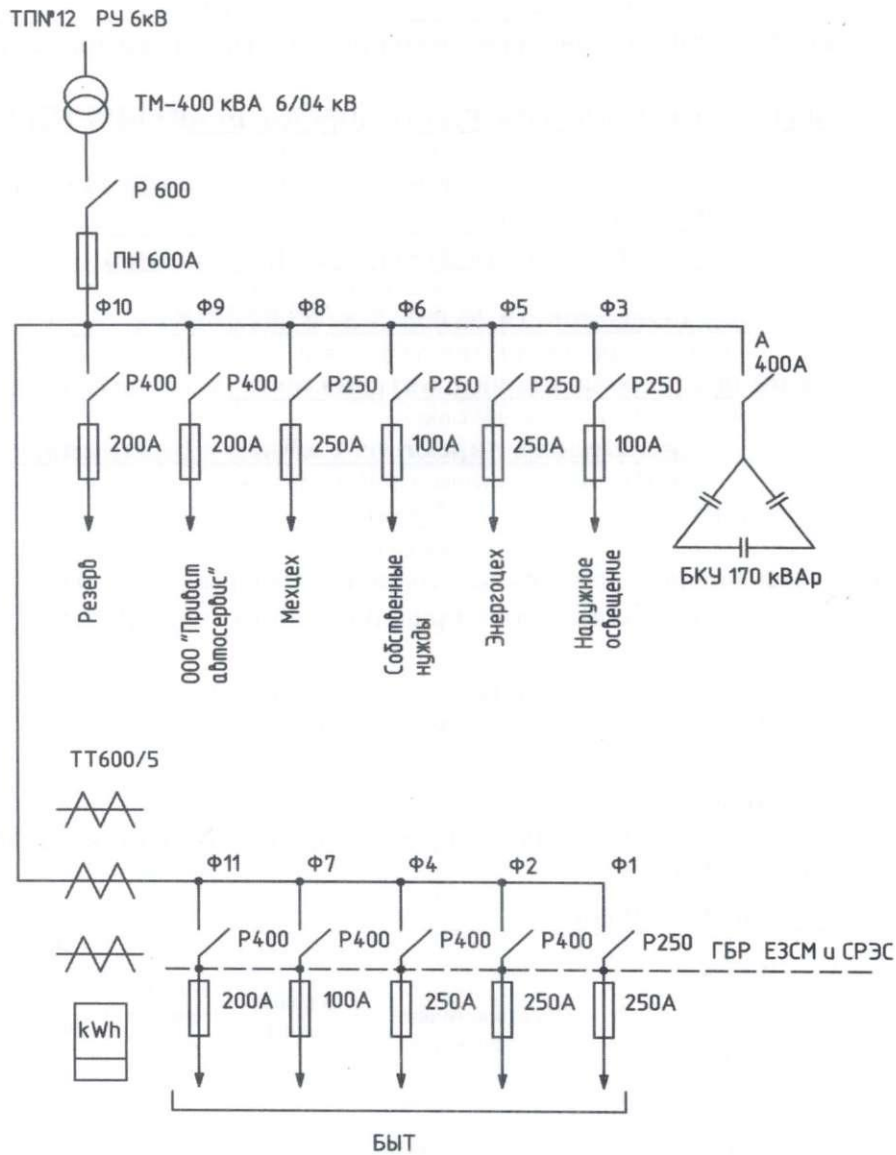 ТП№12 РУ 6кВ
ТМ-400 кВА 6/04 кВ
Р 600
ПН 600А
Ф10 Ф9 Ф8 Ф6 Ф5 Ф3
А
400А
Р400 Р400 Р250 Р250 Р250 Р250
200А 200А 250А 100А 250А 100А
БКУ 170 кВАр
Резерв
ООО "Приват
автосервис"
Мехцех
Собственные
нужды
Энергоцех
Наружное
освещение
ТТ600/5
Ф11 Ф7 Ф4 Ф2 Ф1
Р400 Р400 Р400 Р400 Р250
ГБР ЕЗСМ и СРЭС
200А 100А 250А 250А 250А
kWh
БЫТ